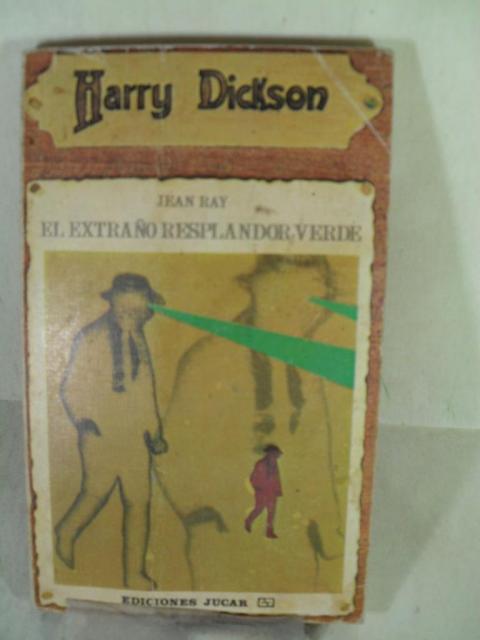 Harry Dickson
JEAN RAY
EL EXTRAÑO RESPLANDOR VERDE
EDICIONES JUCAR